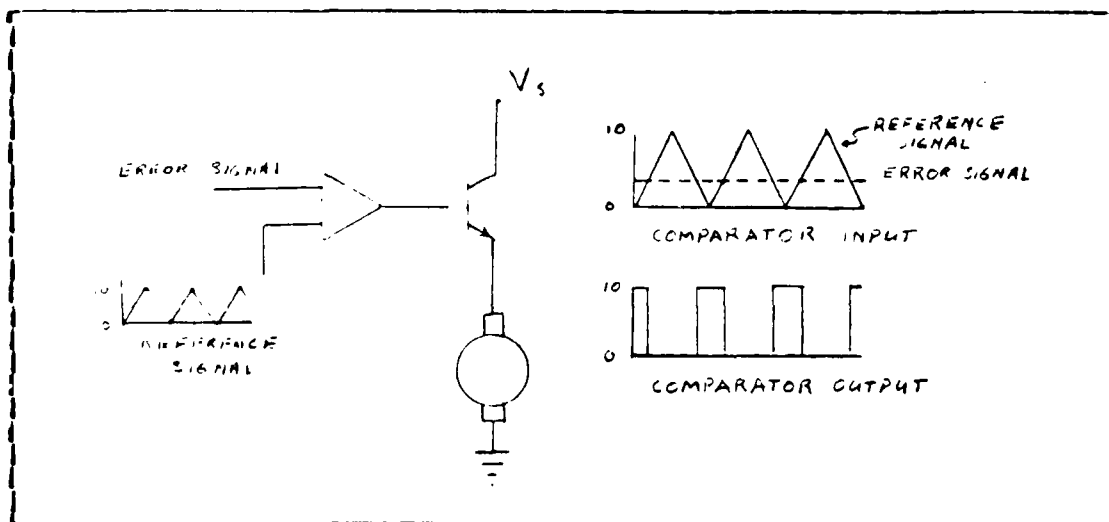 Vs
ERROR SIGNAL
10
0
REFERENCE
SIGNAL
10
0
REFERENCE
SIGNAL
ERROR SIGNAL
COMPARATOR INPUT
10
0
COMPARATOR OUTPUT